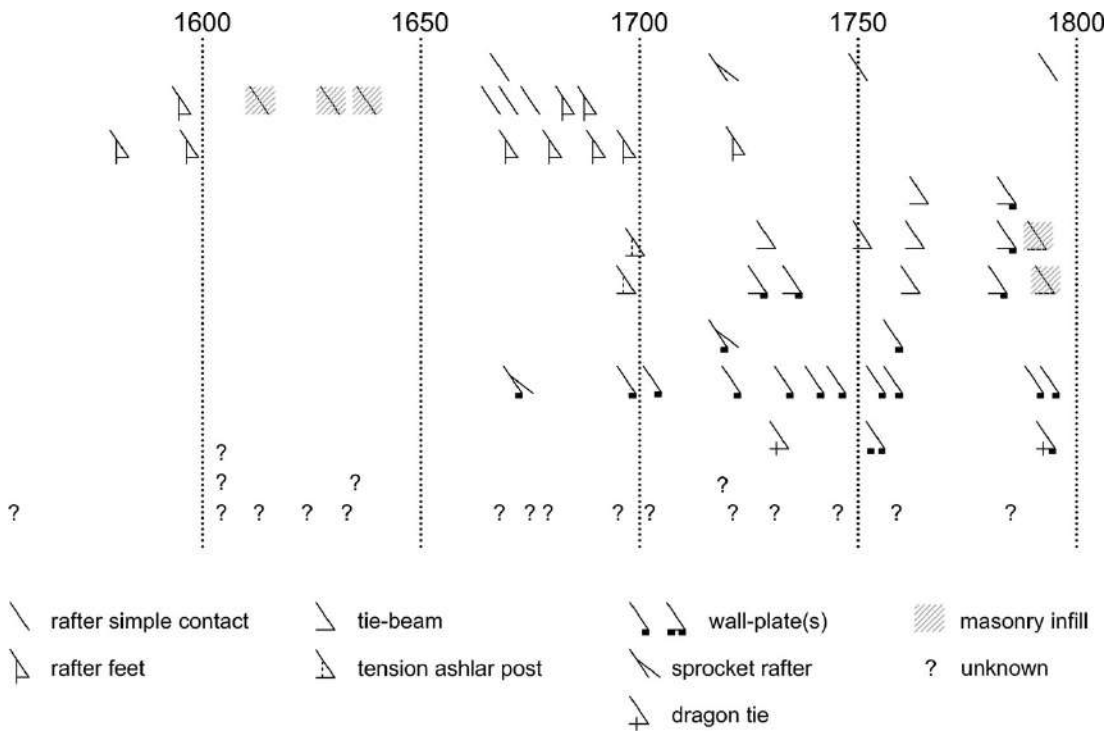 1600 1650 1700 1750 1800
?
? ? ?
? ? ? ? ? ? ? ? ? ? ? ? ? ? ?
rafter simple contact tie-beam wall-plate(s) masonry infill
rafter feet tension ashlar post sprocket rafter ? unknown
dragon tie